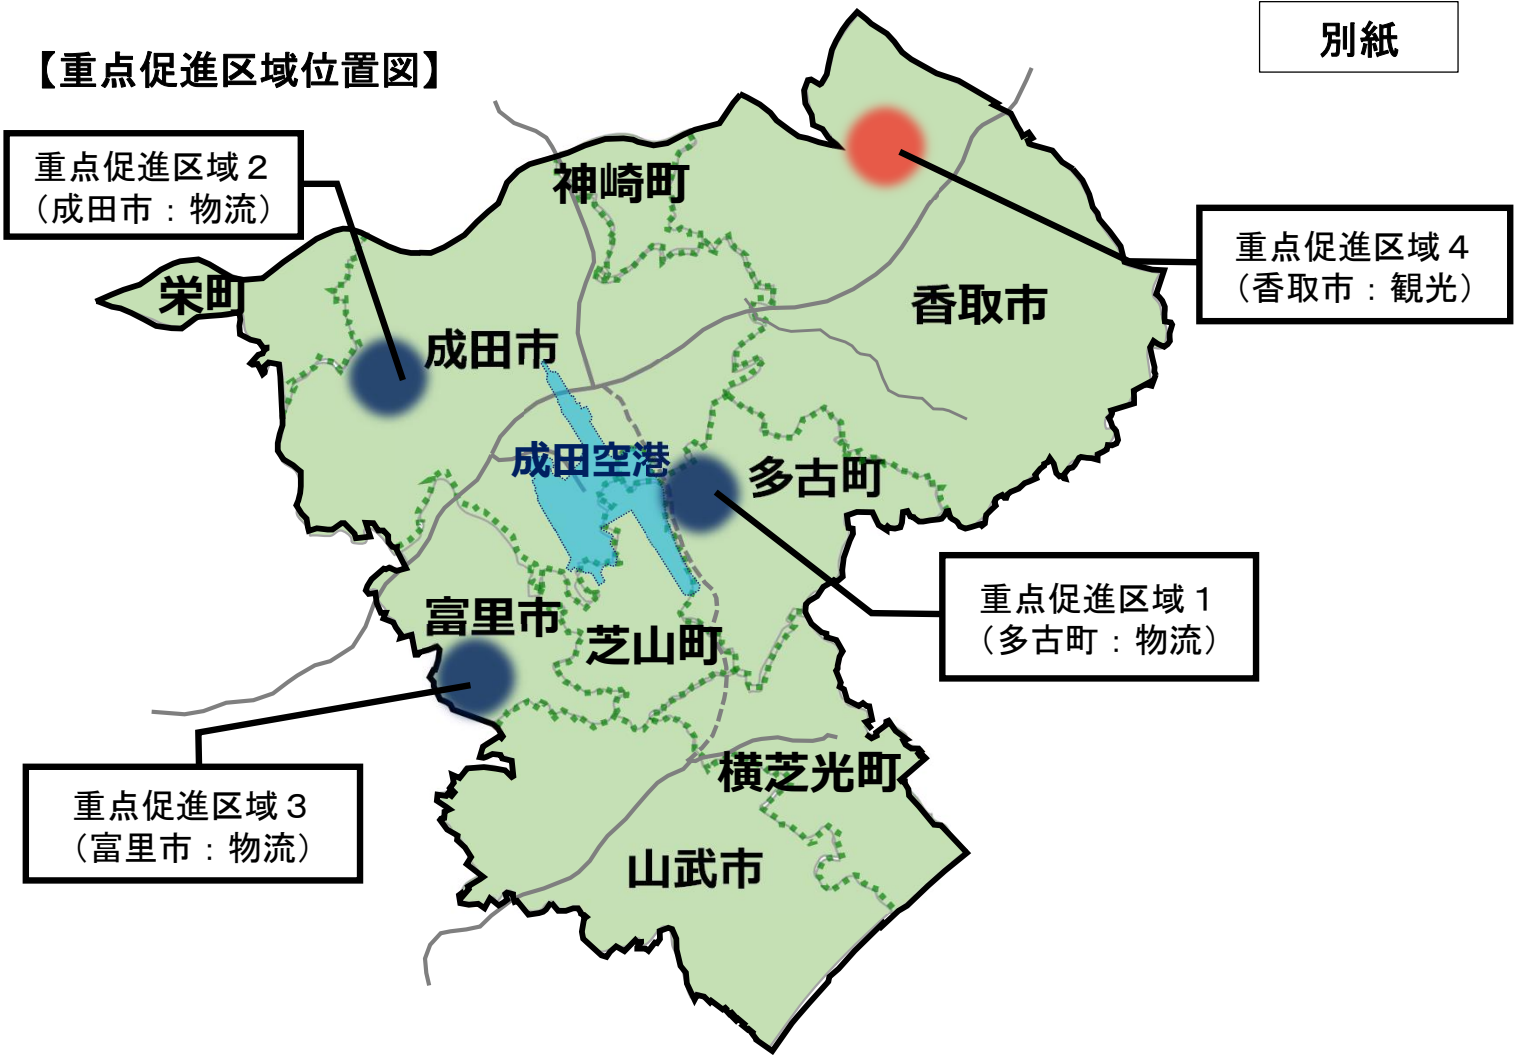 別紙
【重点促進区域位置図】
重点促進区域２
（成田市：物流）
神崎町
重点促進区域４
（香取市：観光）
栄町
香取市
成田市
成田空港
多古町
重点促進区域１
（多古町：物流）
富里市
芝山町
重点促進区域３
（富里市：物流）
横芝光町
山武市